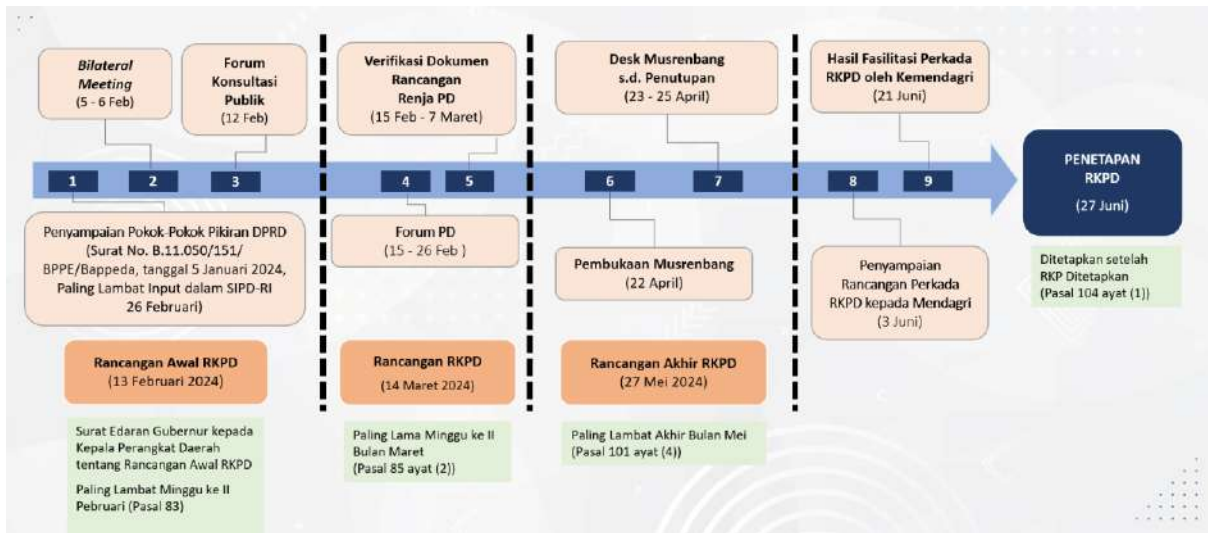 Bilateral
Meeting
(5 - 6 Feb)
Forum
Konsultasi
Publik
(12 Feb)
Verifikasi Dokumen
Rancangan
Renja PD
(15 Feb - 7 Maret)
Desk Musrenbang
s.d. Penutupan
(23 - 25 April)
Hasil Fasilitasi Perkada
RKPD oleh Kemendagri
(21 Juni)
1
2
3
4
5
6
7
8
9
PENETAPAN
RKPD
(27 Juni)
Penyampaian Pokok-Pokok Pikiran DPRD
(Surat No. B.11.050/151/
BPPE/Bappeda, tanggal 5 Januari 2024,
Paling Lambat Input dalam SIPD-RI
26 Februari)
Forum PD
(15 - 26 Feb )
Pembukaan Musrenbang
(22 April)
Penyampaian
Rancangan Perkada
RKPD kepada Mendagri
(3 Juni)
Ditetapkan setelah
RKP Ditetapkan
(Pasal 104 ayat (1))
Rancangan Awal RKPD
(13 Februari 2024)
Rancangan RKPD
(14 Maret 2024)
Rancangan Akhir RKPD
(27 Mei 2024)
Surat Edaran Gubernur kepada
Kepala Perangkat Daerah
tentang Rancangan Awal RKPD
Paling Lambat Minggu ke II
Pebruari (Pasal 83)
Paling Lama Minggu ke II
Bulan Maret
(Pasal 85 ayat (2))
Paling Lambat Akhir Bulan Mei
(Pasal 101 ayat (4))